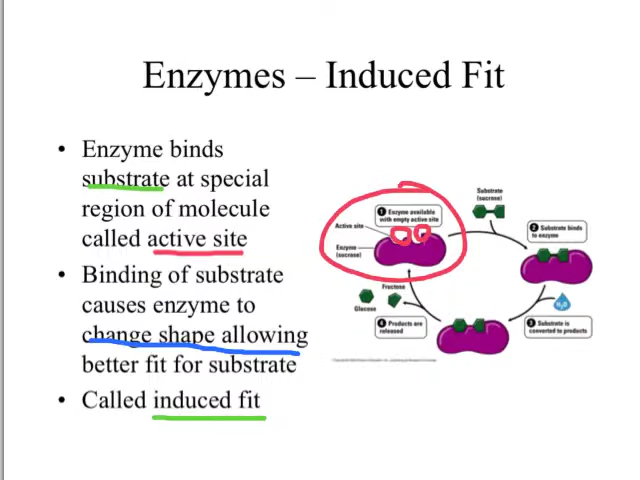 Enzymes – Induced Fit
• Enzyme binds
substrate at special
region of molecule
called active site
• Binding of substrate
causes enzyme to
change shape allowing
better fit for substrate
• Called induced fit
Substrate
(sucrose)
1 Enzyme available
with empty active site
Active site
2 Substrate binds
to enzyme
Enzyme
(sucrose)
Fructose
H₂O
Glucose
4 Products are
released
3 Substrate is
converted to products